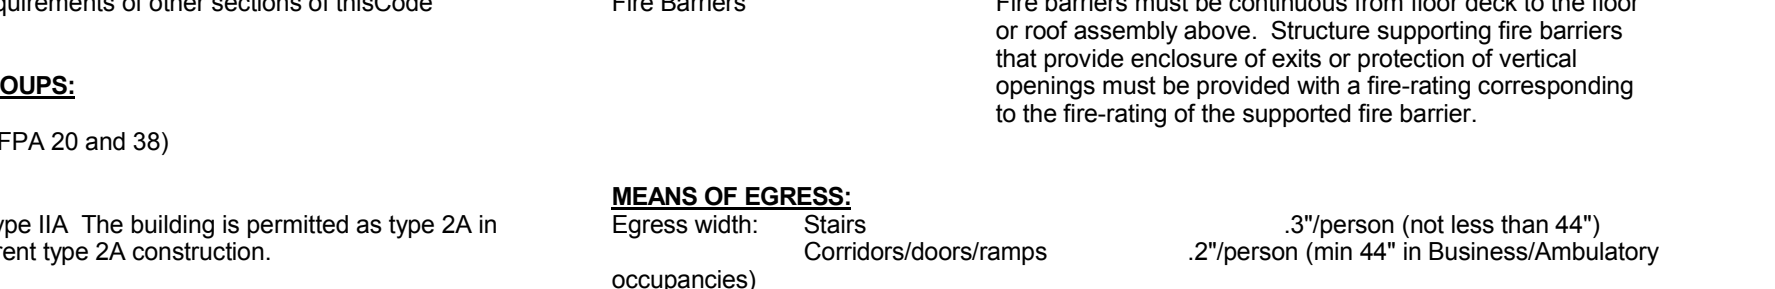 quirements of other sections of thisCode
OUPS:
FPA 20 and 38)
ype IIA The building is permitted as type 2A in
rent type 2A construction.
Fire Barriers
Fire barriers must be continuous from floor deck to the floor
or roof assembly above. Structure supporting fire barriers
that provide enclosure of exits or protection of vertical
openings must be provided with a fire-rating corresponding
to the fire-rating of the supported fire barrier.
MEANS OF EGRESS:
Egress width: Stairs .3"/person (not less than 44")
Corridors/doors/ramps .2"/person (min 44" in Business/Ambulatory
occupancies)